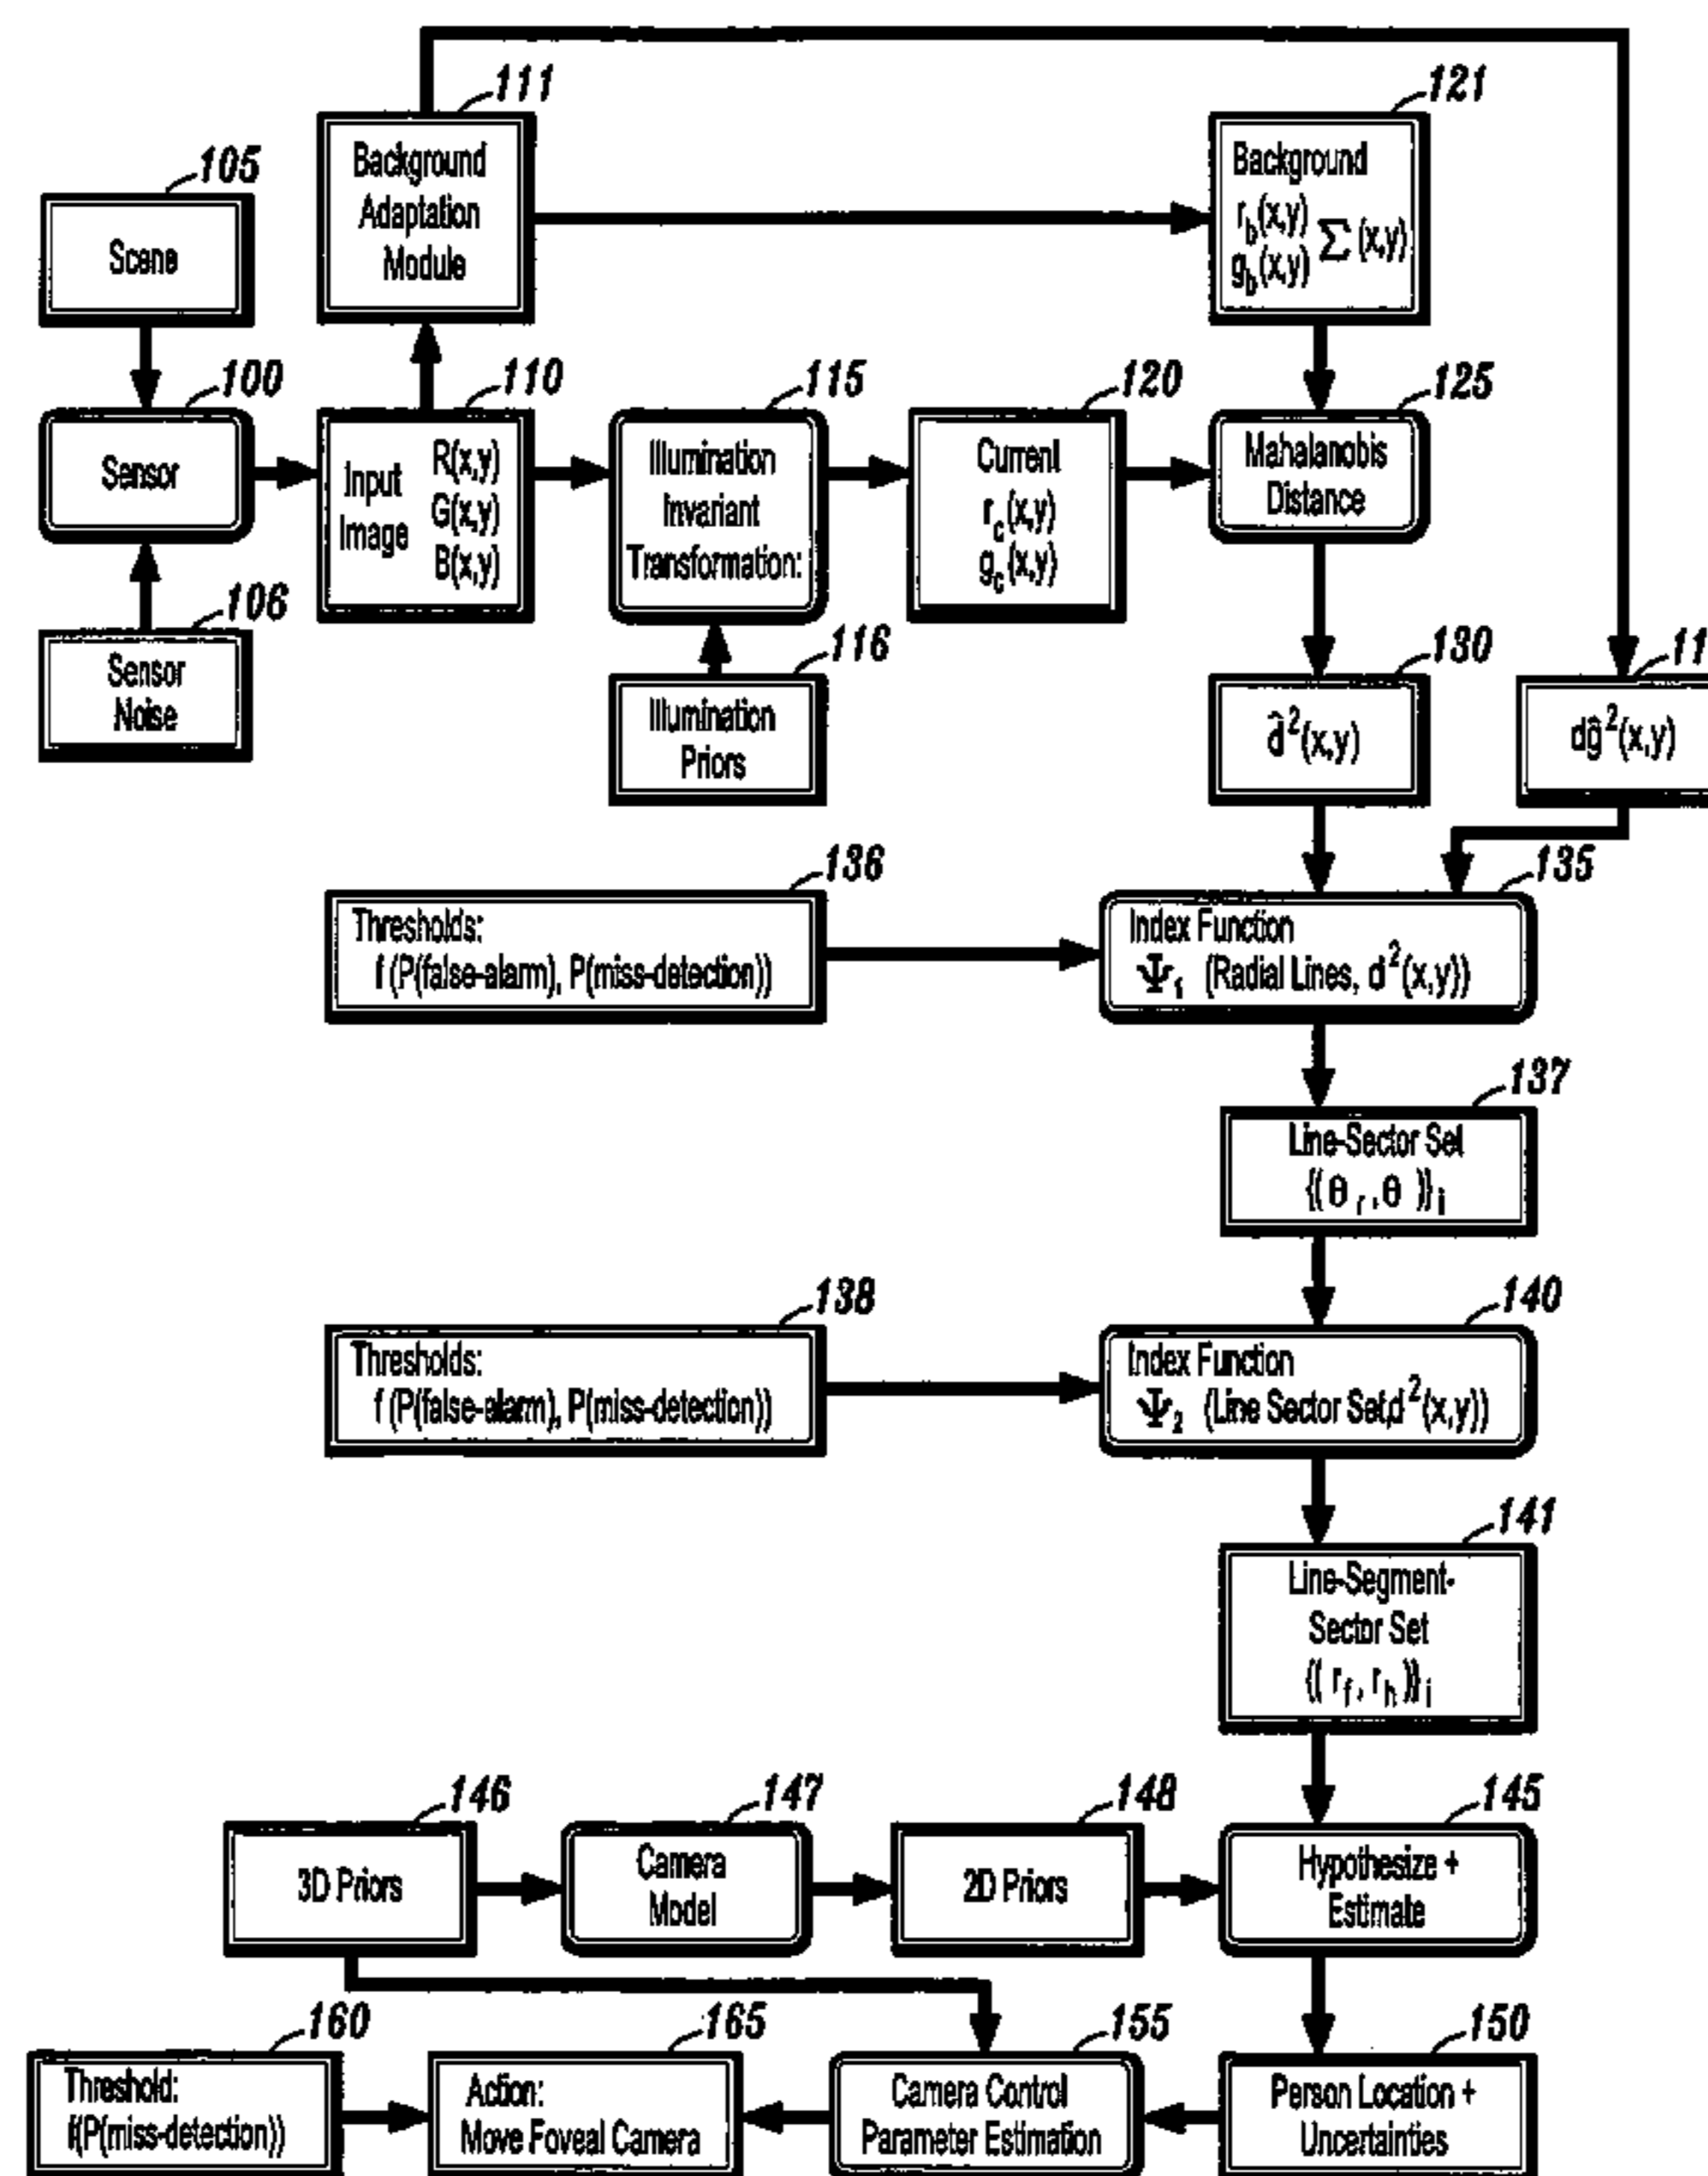 111
Background
Adaptation
Module
121
Background
r_b(x,y)
g_b(x,y)
Σ (x,y)
105
Scene
100
Sensor
110
Input
Image
R(x,y)
G(x,y)
B(x,y)
115
Illumination
Invariant
Transformation:
120
Current
r_c(x,y)
g_c(x,y)
125
Mahalanobis
Distance
106
Sensor
Noise
116
Illumination
Priors
130
d̂²(x,y)
11
dĝ²(x,y)
136
Thresholds:
f (P(false-alarm), P(miss-detection))
135
Index Function
Ψ₁ (Radial Lines, d²(x,y))
137
Line-Sector Set
{(θ_r,θ )}_i
138
Thresholds:
f (P(false-alarm), P(miss-detection))
140
Index Function
Ψ₂ (Line Sector Set,d²(x,y))
141
Line-Segment-
Sector Set
{(r_f, r_h)}_i
146
3D Priors
147
Camera
Model
148
2D Priors
145
Hypothesize +
Estimate
160
Threshold:
f(P(miss-detection))
165
Action:
Move Foveal Camera
155
Camera Control
Parameter Estimation
150
Person Location +
Uncertainties